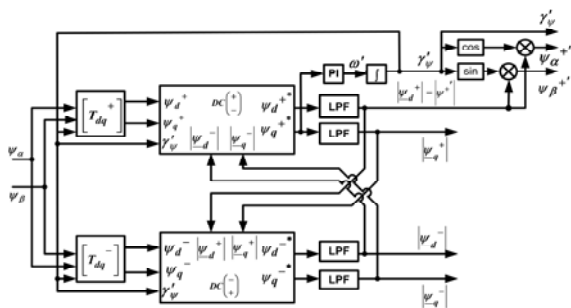 γ'ψ
cos
ω'
γ'ψ
ψα+'
PI
∫
sin
ψβ+'
|ψd+|−|ψ+'|
[Tdq+]
ψd+
DC(+ −)
ψd+*
LPF
ψq+
|ψd−| |ψq−|
ψq+*
LPF
γ'ψ
|ψq+|
ψα
ψβ
[Tdq−]
ψd−
|ψd+| |ψq+|
ψd−*
LPF
|ψd−|
ψq−
DC(− +)
ψq−*
LPF
γ'ψ
|ψq−|